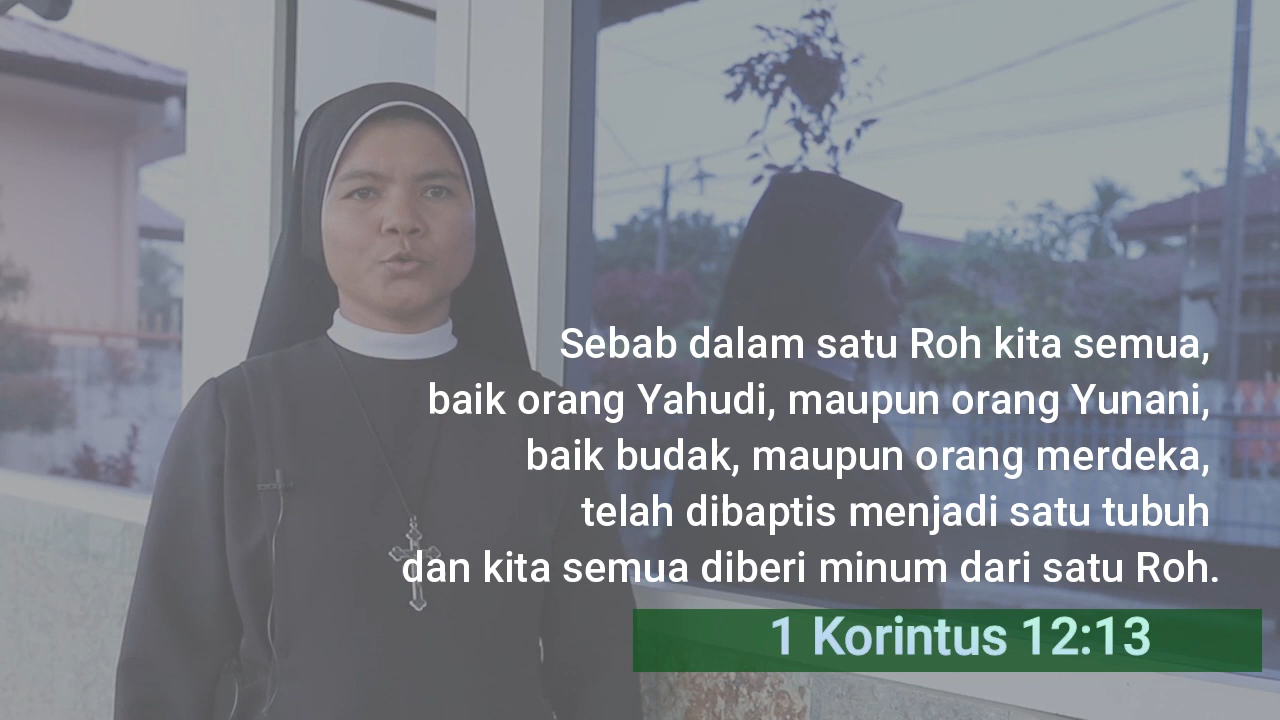 Sebab dalam satu Roh kita semua,
baik orang Yahudi, maupun orang Yunani,
baik budak, maupun orang merdeka,
telah dibaptis menjadi satu tubuh
dan kita semua diberi minum dari satu Roh.
1 Korintus 12:13